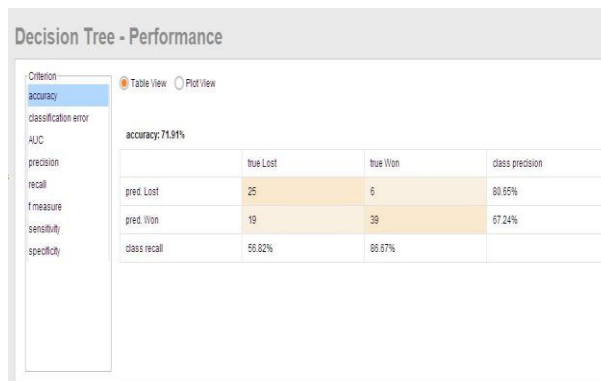 Decision Tree - Performance
Criterion
accuracy
classification error
AUC
precision
recall
f measure
sensitivity
specificity
Table View Plot View
accuracy: 71.91%
true Lost true Won class precision
pred. Lost 25 6 80.65%
pred. Won 19 39 67.24%
class recall 56.82% 86.67%